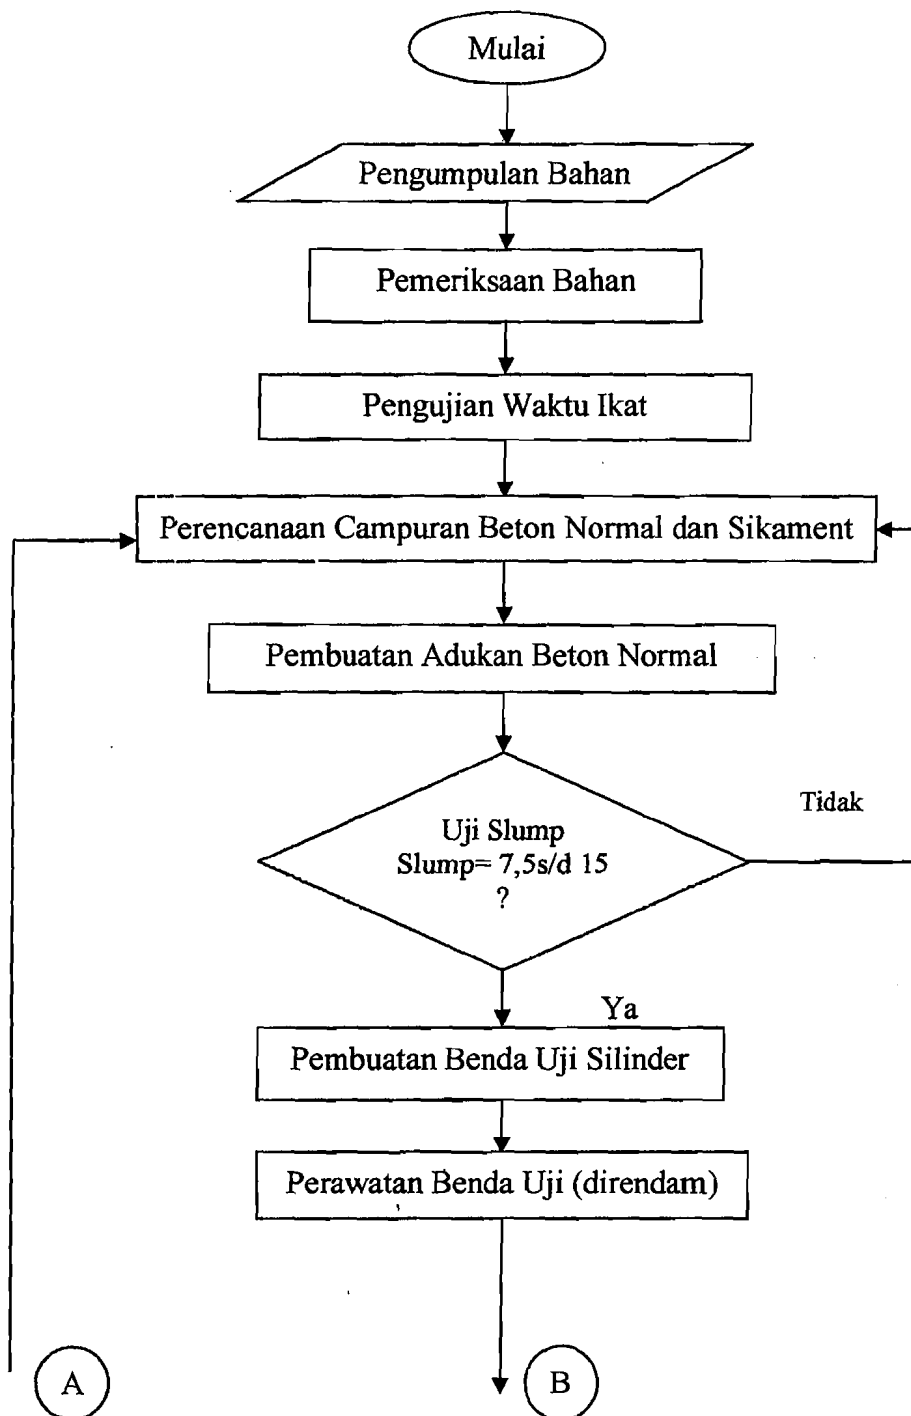 Mulai
Pengumpulan Bahan
Pemeriksaan Bahan
Pengujian Waktu Ikat
Perencanaan Campuran Beton Normal dan Sikament
Pembuatan Adukan Beton Normal
Uji Slump
Slump= 7,5s/d 15
?
Tidak
Ya
Pembuatan Benda Uji Silinder
Perawatan Benda Uji (direndam)
A
B